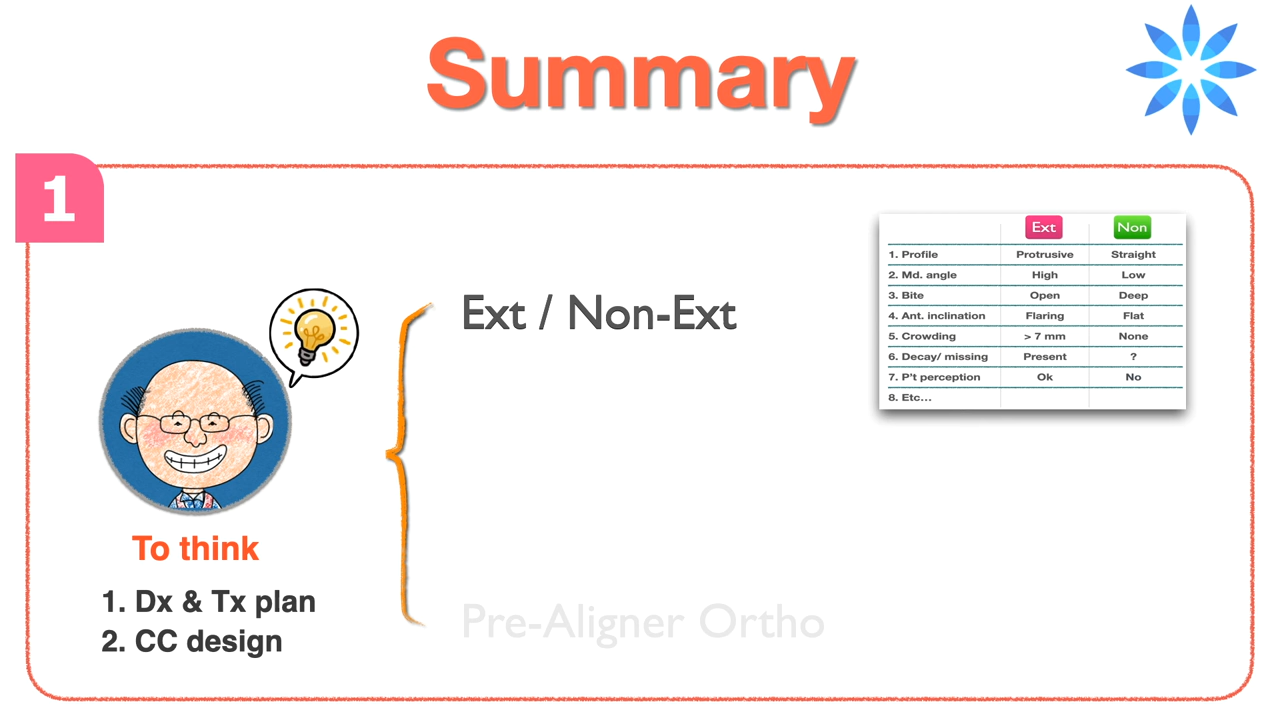 Summary
1
Ext / Non-Ext
Ext Non
1. Profile Protrusive Straight
2. Md. angle High Low
3. Bite Open Deep
4. Ant. inclination Flaring Flat
5. Crowding > 7 mm None
6. Decay/ missing Present ?
7. P't perception Ok No
8. Etc...
To think
1. Dx & Tx plan
2. CC design
Pre-Aligner Ortho